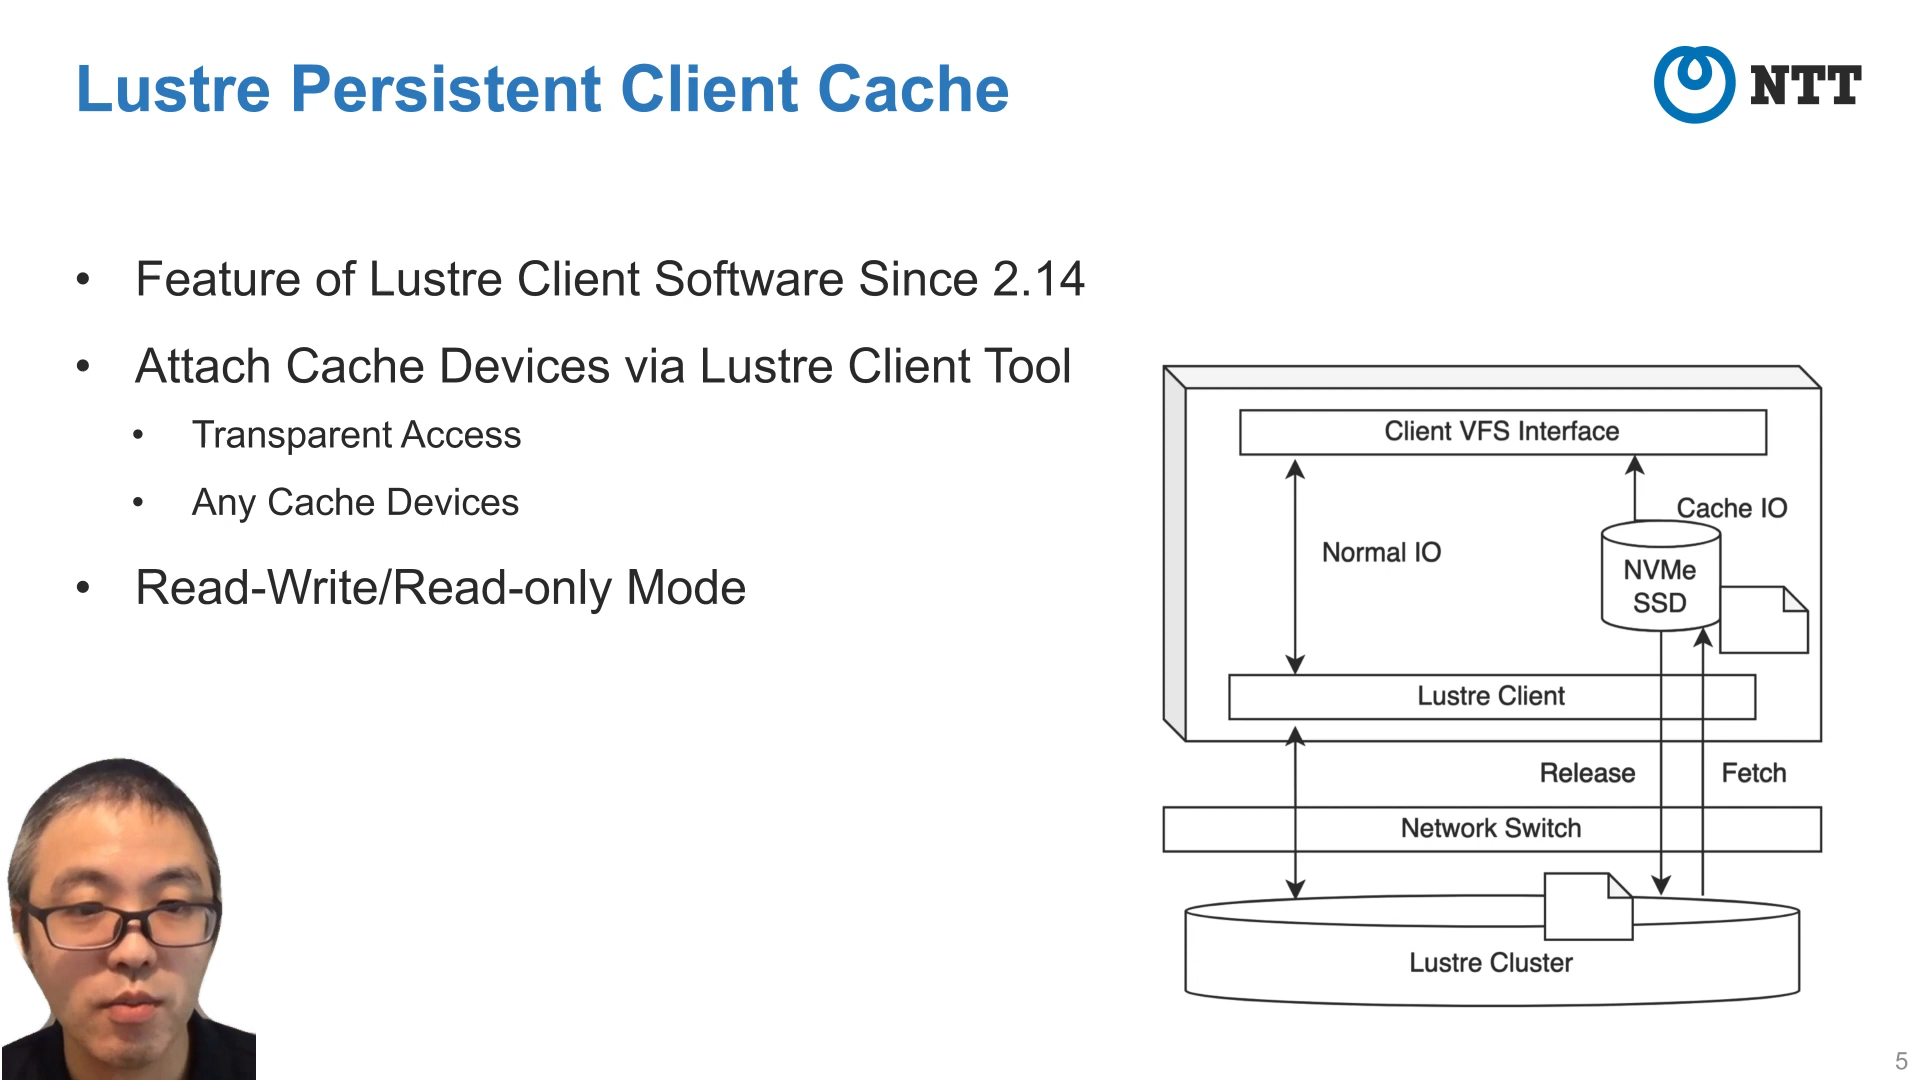 Lustre Persistent Client Cache
NTT
• Feature of Lustre Client Software Since 2.14
• Attach Cache Devices via Lustre Client Tool
• Transparent Access
• Any Cache Devices
• Read-Write/Read-only Mode
Client VFS Interface
Cache IO
Normal IO
NVMe
SSD
Lustre Client
Release
Fetch
Network Switch
Lustre Cluster
5